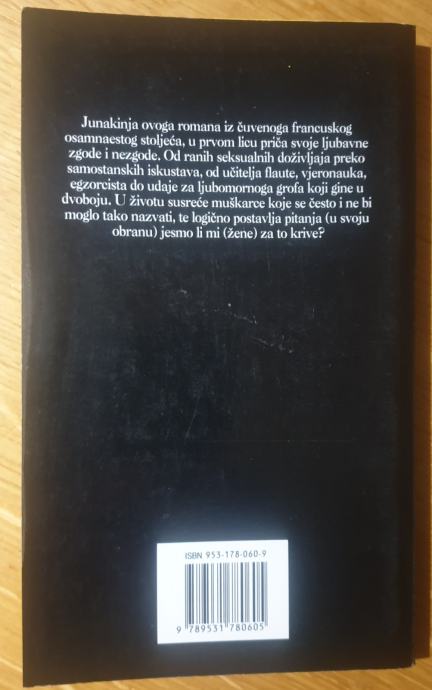 Junakinja ovoga romana iz čuvenoga francuskog
osamnaestog stoljeća, u prvom licu priča svoje ljubavne
zgode i nezgode. Od ranih seksualnih doživljaja preko
samostanskih iskustava, od učitelja flaute, vjeronauka,
egzorcista do udaje za ljubomornoga grofa koji gine u
dvoboju. U životu susreće muškarce koje se često i ne bi
moglo tako nazvati, te logično postavlja pitanja (u svoju
obranu) jesmo li mi (žene) za to krive?
ISBN 953-178-060-9
9 789531 780605